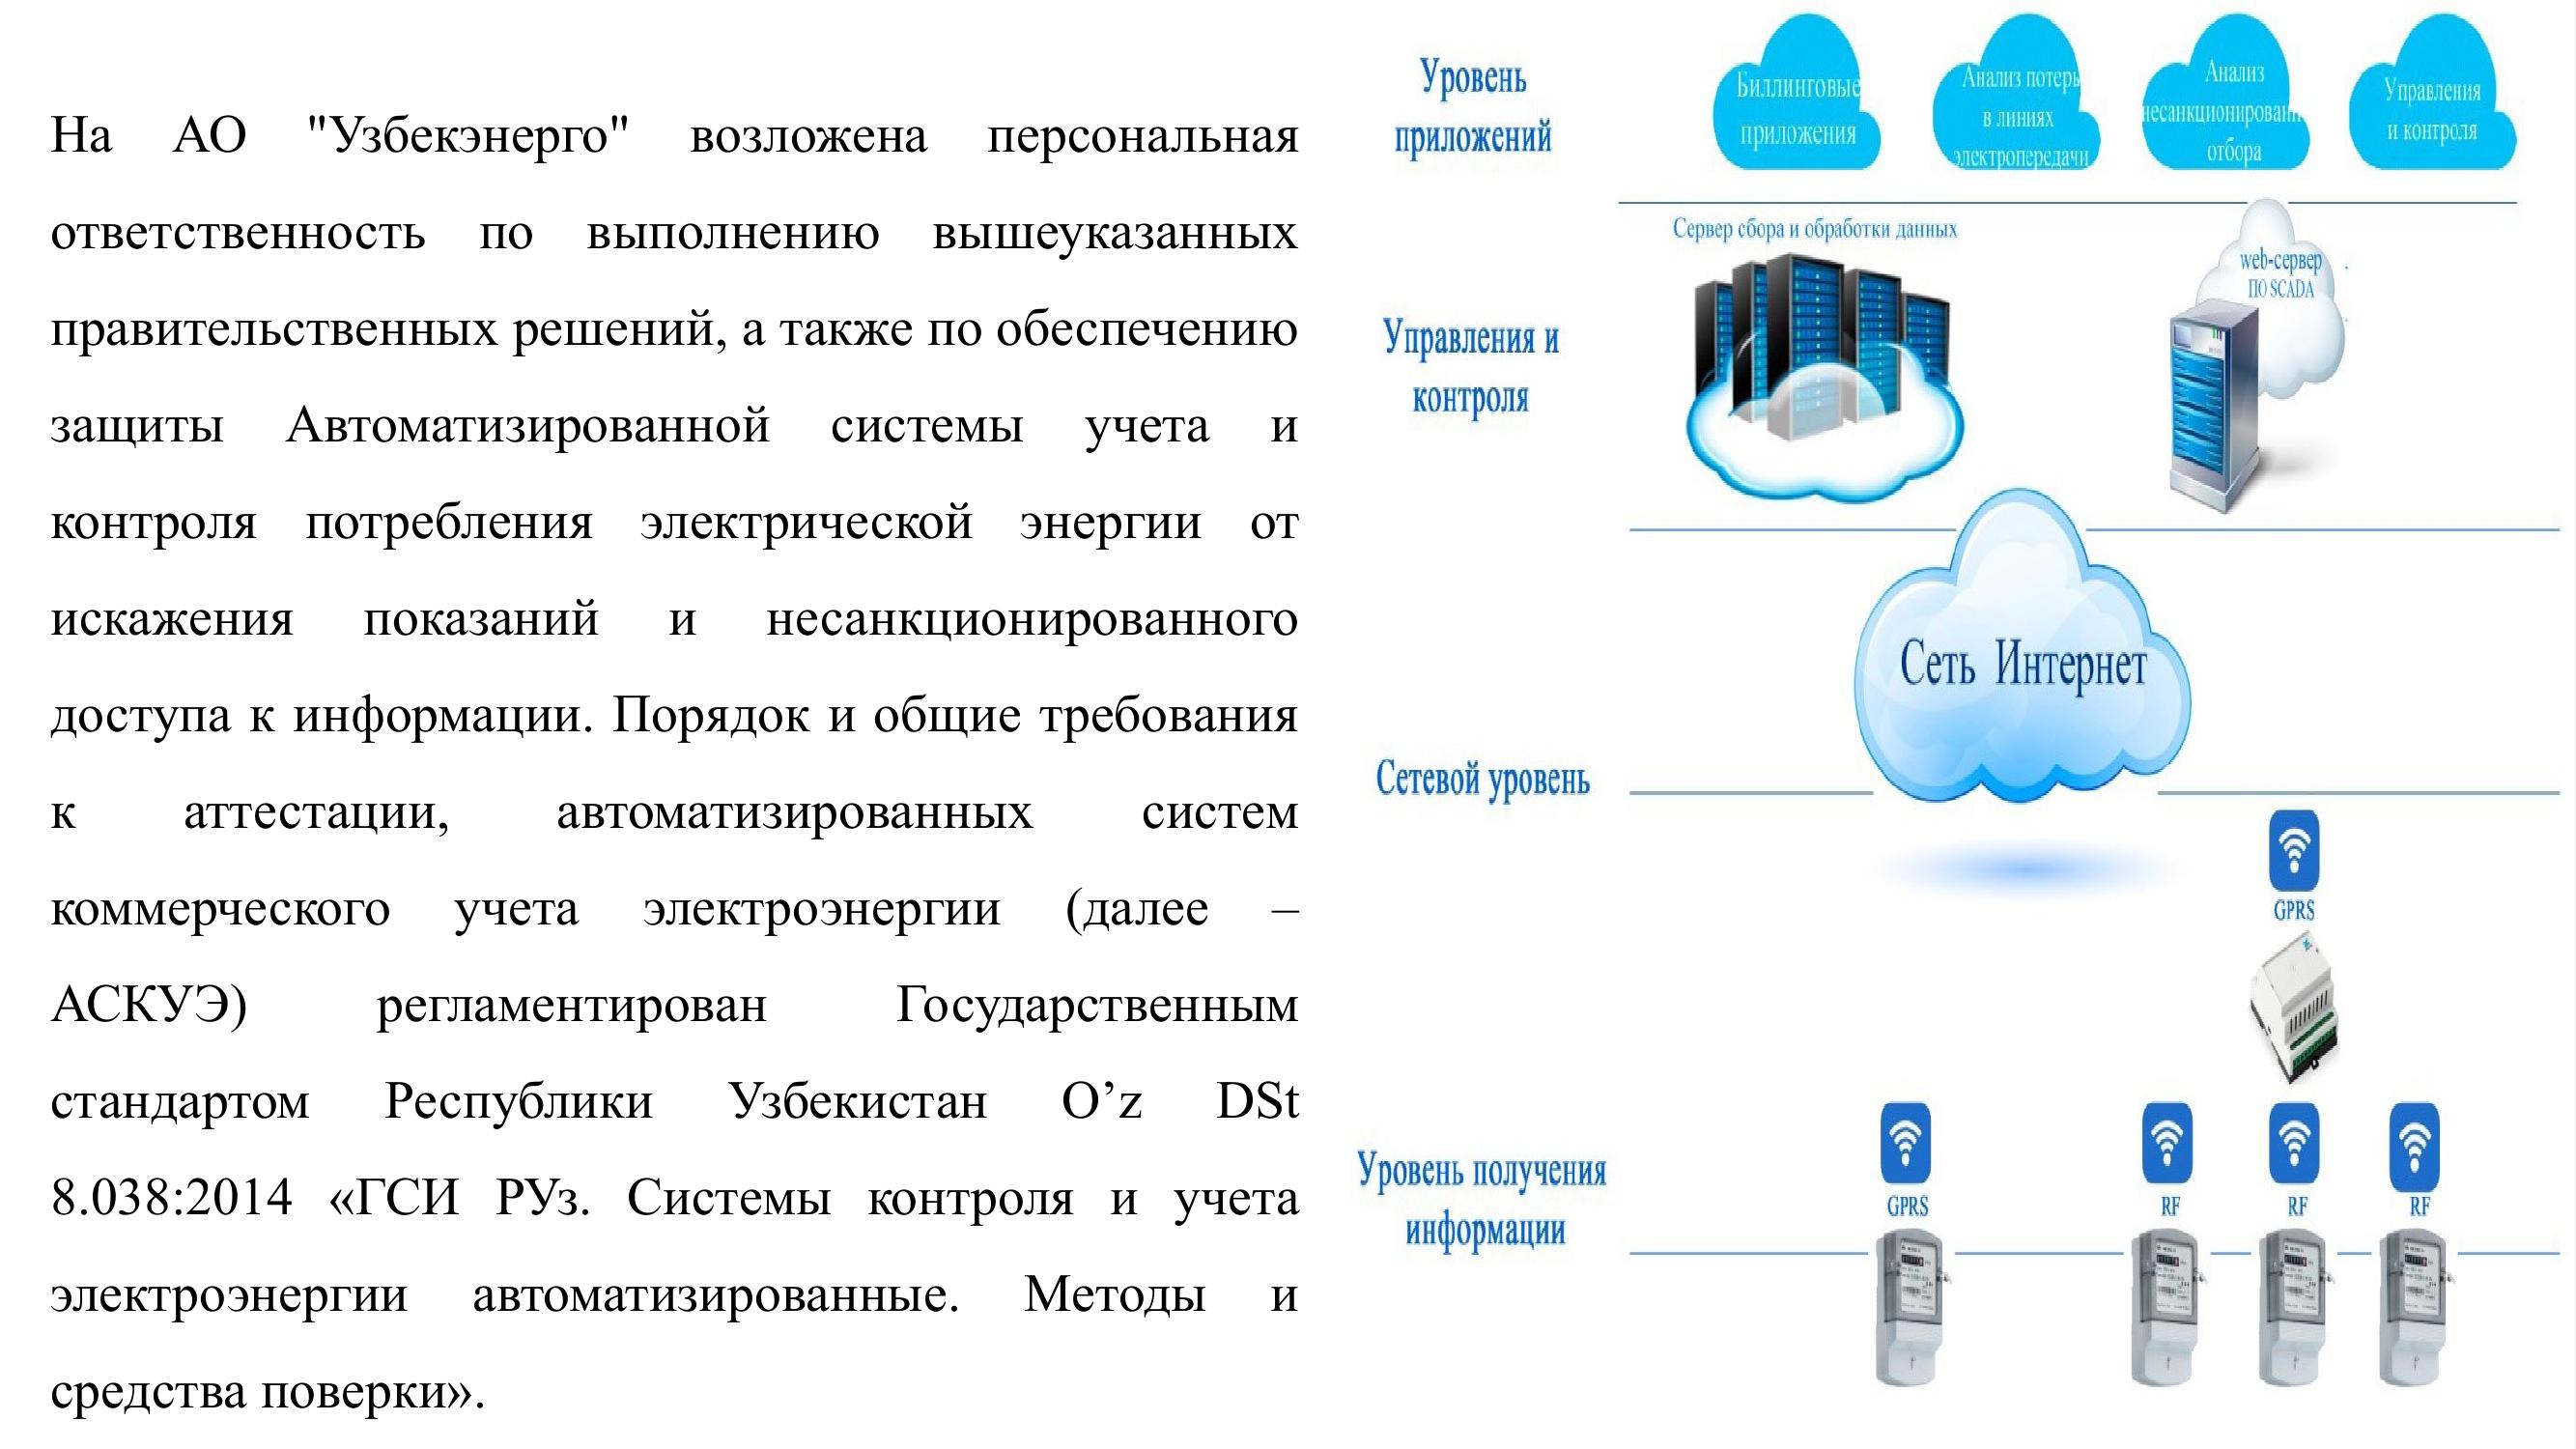 На АО "Узбекэнерго" возложена персональная
ответственность по выполнению вышеуказанных
правительственных решений, а также по обеспечению
защиты Автоматизированной системы учета и
контроля потребления электрической энергии от
искажения показаний и несанкционированного
доступа к информации. Порядок и общие требования
к аттестации, автоматизированных систем
коммерческого учета электроэнергии (далее –
АСКУЭ) регламентирован Государственным
стандартом Республики Узбекистан O’z DSt
8.038:2014 «ГСИ РУз. Системы контроля и учета
электроэнергии автоматизированные. Методы и
средства поверки».
Уровень
приложений
Биллинговые
приложения
Анализ потерь
в линиях
электропередачи
Анализ
несанкционирован
отбора
Управления
и контроля
Управления и
контроля
Сервер сбора и обработки данных
web-сервер
ПО SCADA
Сеть Интернет
Сетевой уровень
GPRS
Уровень получения
информации
GPRS
RF
RF
RF